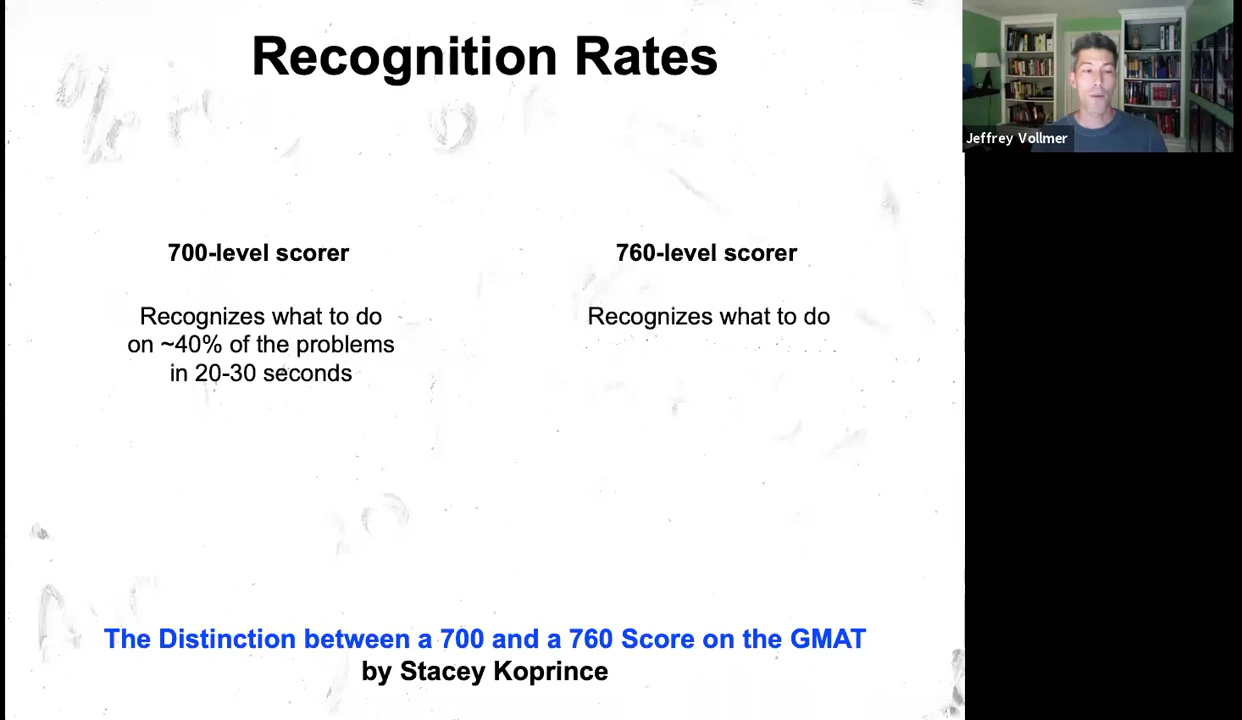 Recognition Rates
Jeffrey Vollmer
700-level scorer
760-level scorer
Recognizes what to do
on ~40% of the problems
in 20-30 seconds
Recognizes what to do
The Distinction between a 700 and a 760 Score on the GMAT
by Stacey Koprince